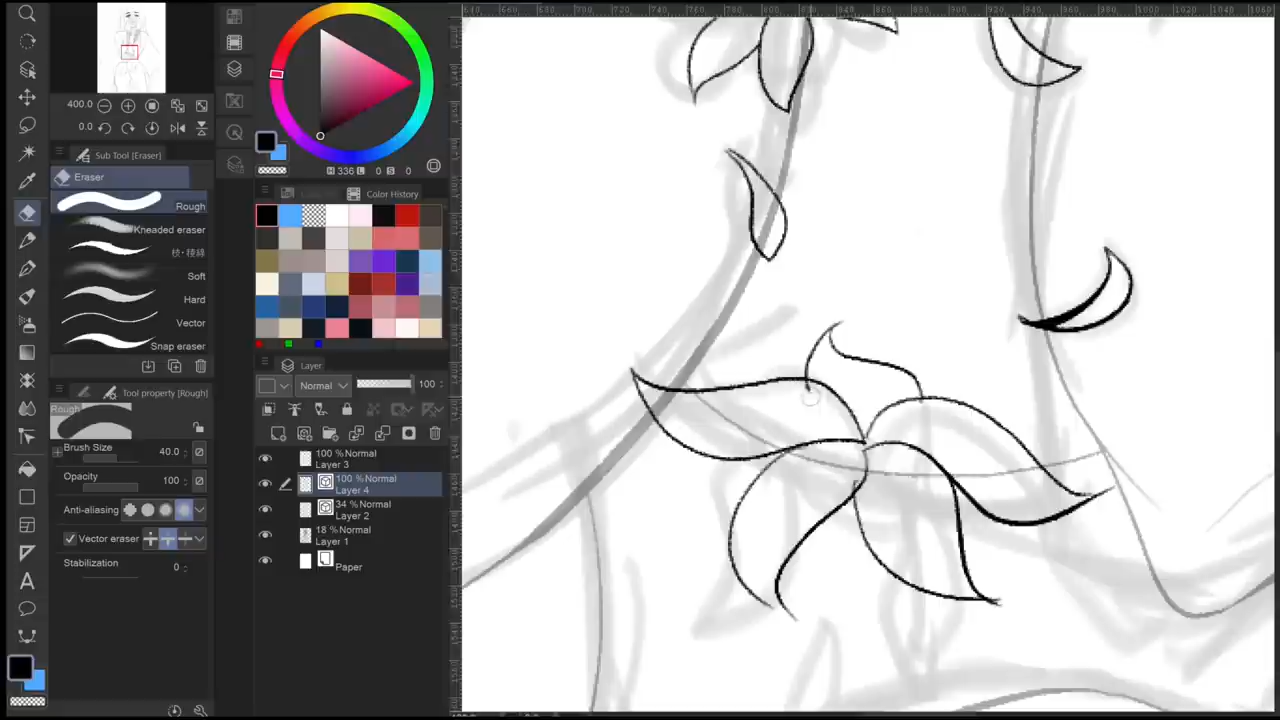 400.0
0.0
Sub Tool [Eraser]
Eraser
Rough
Kneaded eraser
枝・稜線
Soft
Hard
Vector
Snap eraser
Tool property [Rough]
Rough
Brush Size 40.0
Opacity 100
Anti-aliasing
Vector eraser
Stabilization 0
H 336 L 0 S 0
Color History
Layer
Normal 100
100 % Normal
Layer 3
100 % Normal
Layer 4
34 % Normal
Layer 2
18 % Normal
Layer 1
Paper